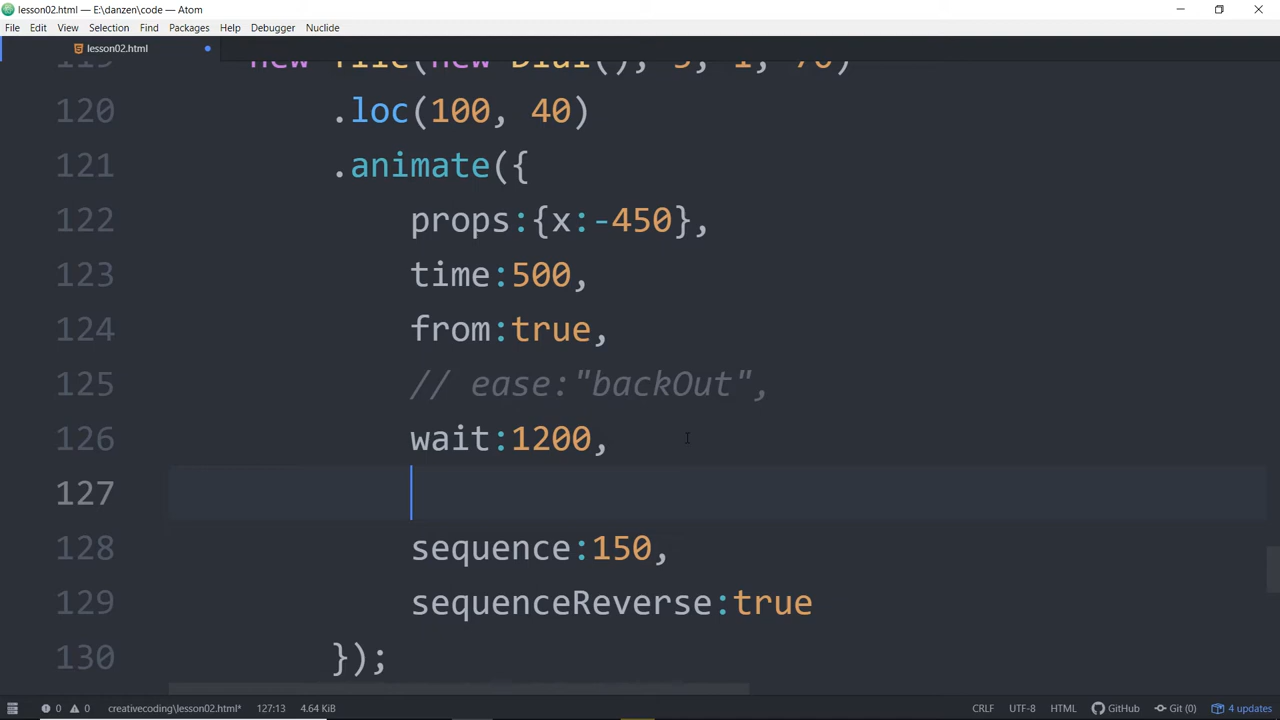 lesson02.html — E:\danzen\code — Atom
File Edit View Selection Find Packages Help Debugger Nuclide
lesson02.html
119 new Tile(new Dial(), 5, 1, 70)
120 .loc(100, 40)
121 .animate({
122 props:{x:-450},
123 time:500,
124 from:true,
125 // ease:"backOut",
126 wait:1200,
127
128 sequence:150,
129 sequenceReverse:true
130 });
0 0 creativecoding\lesson02.html* 127:13 4.64 KiB CRLF UTF-8 HTML GitHub Git (0) 4 updates